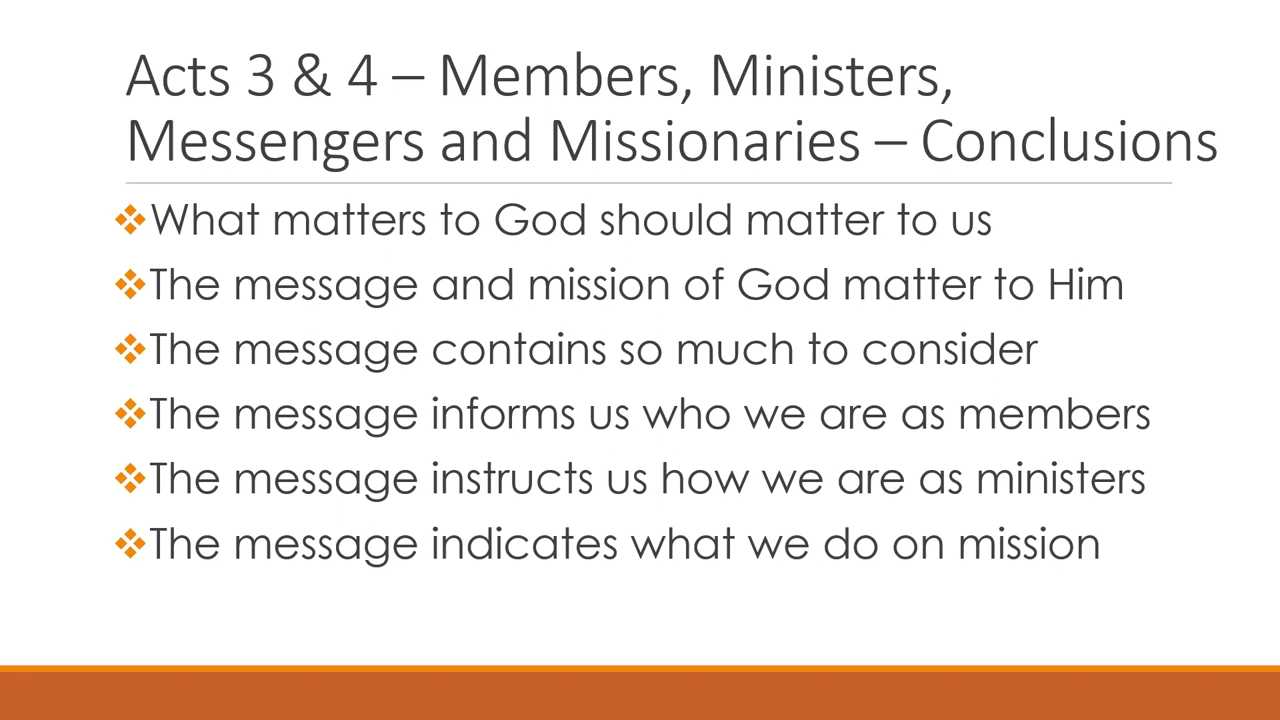 Acts 3 & 4 – Members, Ministers,
Messengers and Missionaries – Conclusions
❖What matters to God should matter to us
❖The message and mission of God matter to Him
❖The message contains so much to consider
❖The message informs us who we are as members
❖The message instructs us how we are as ministers
❖The message indicates what we do on mission